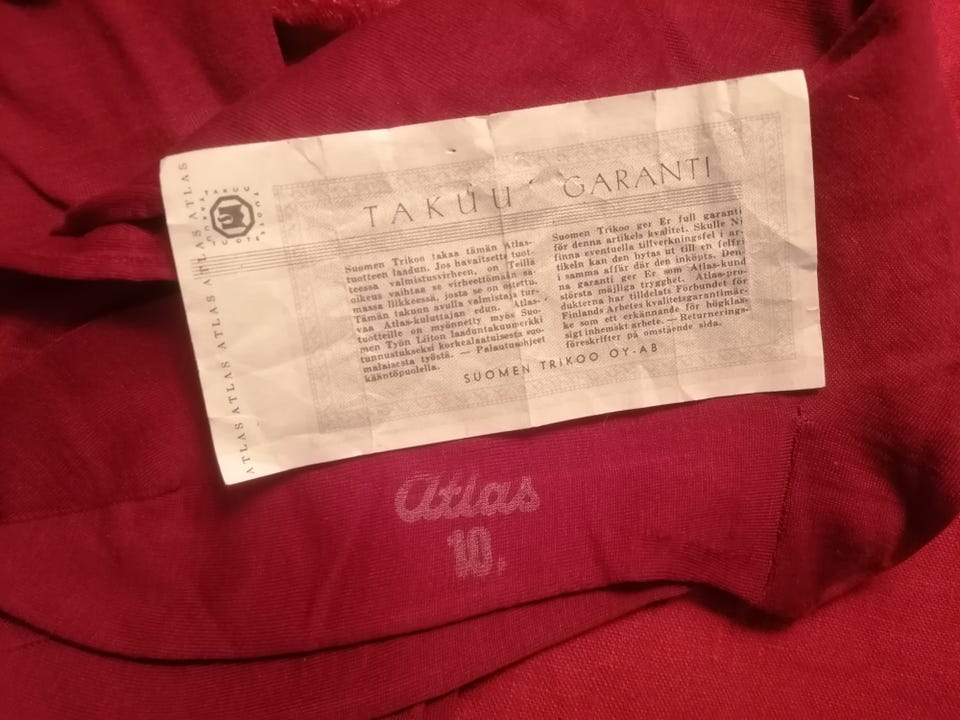 ATLAS ATLAS ATLAS ATLAS ATLAS ATLAS
TAKUU GARANTI
Suomen Trikoo takaa tämän Atlas-
tuotteen laadun. Jos havaitsette tuot-
teessa valmistusvirheen, on Teillä
oikeus vaihtaa se virheettömään sa-
massa liikkeessä, josta se on ostettu.
Tämän takuun avulla valmistaja tur-
vaa Atlas-kuluttajan edun. Atlas-
tuotteille on myönnetty myös Suo-
men Työn Liiton laaduntakuumerkki
tunnustukseksi korkealaatuisesta suo-
malaisesta työstä. — Palautusohjeet
kääntöpuolella.
Suomen Trikoo ger Er full garanti
för denna artikels kvalitet. Skulle Ni
finna eventuella tillverkningsfel i ar-
tikeln kan den bytas ut till en felfri
i samma affär där den inköpts. Den-
na garanti ger Er som Atlas-kund
största möjliga trygghet. Atlas-pro-
dukterna har tilldelats Förbundet för
Finlands Arbetes kvalitetsgarantimär-
ke som ett erkännande för högklas-
sigt inhemskt arbete. — Returnerings-
föreskrifter på omstående sida.
SUOMEN TRIKOO OY-AB
Atlas
10.